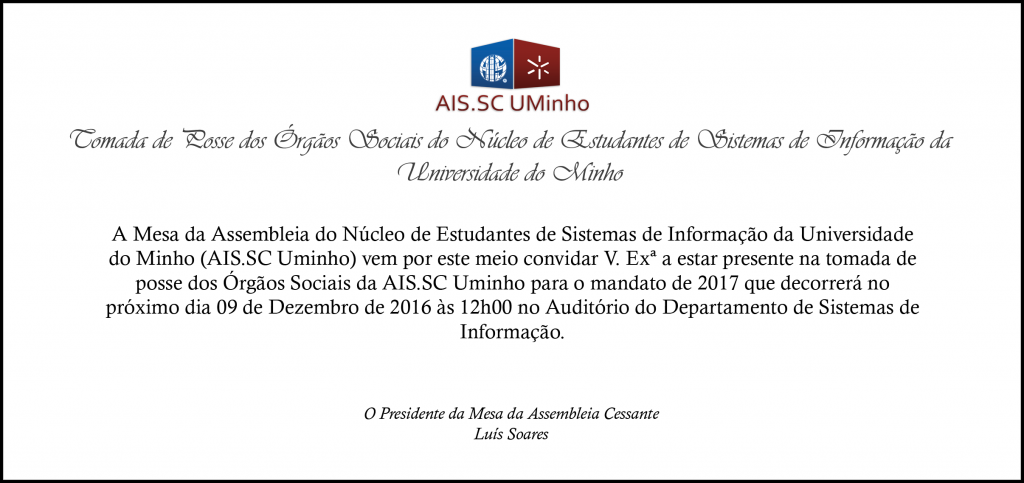 AIS
AIS.SC UMinho
Tomada de Posse dos Órgãos Sociais do Núcleo de Estudantes de Sistemas de Informação da
Universidade do Minho
A Mesa da Assembleia do Núcleo de Estudantes de Sistemas de Informação da Universidade
do Minho (AIS.SC Uminho) vem por este meio convidar V. Exª a estar presente na tomada de
posse dos Órgãos Sociais da AIS.SC Uminho para o mandato de 2017 que decorrerá no
próximo dia 09 de Dezembro de 2016 às 12h00 no Auditório do Departamento de Sistemas de
Informação.
O Presidente da Mesa da Assembleia Cessante
Luís Soares